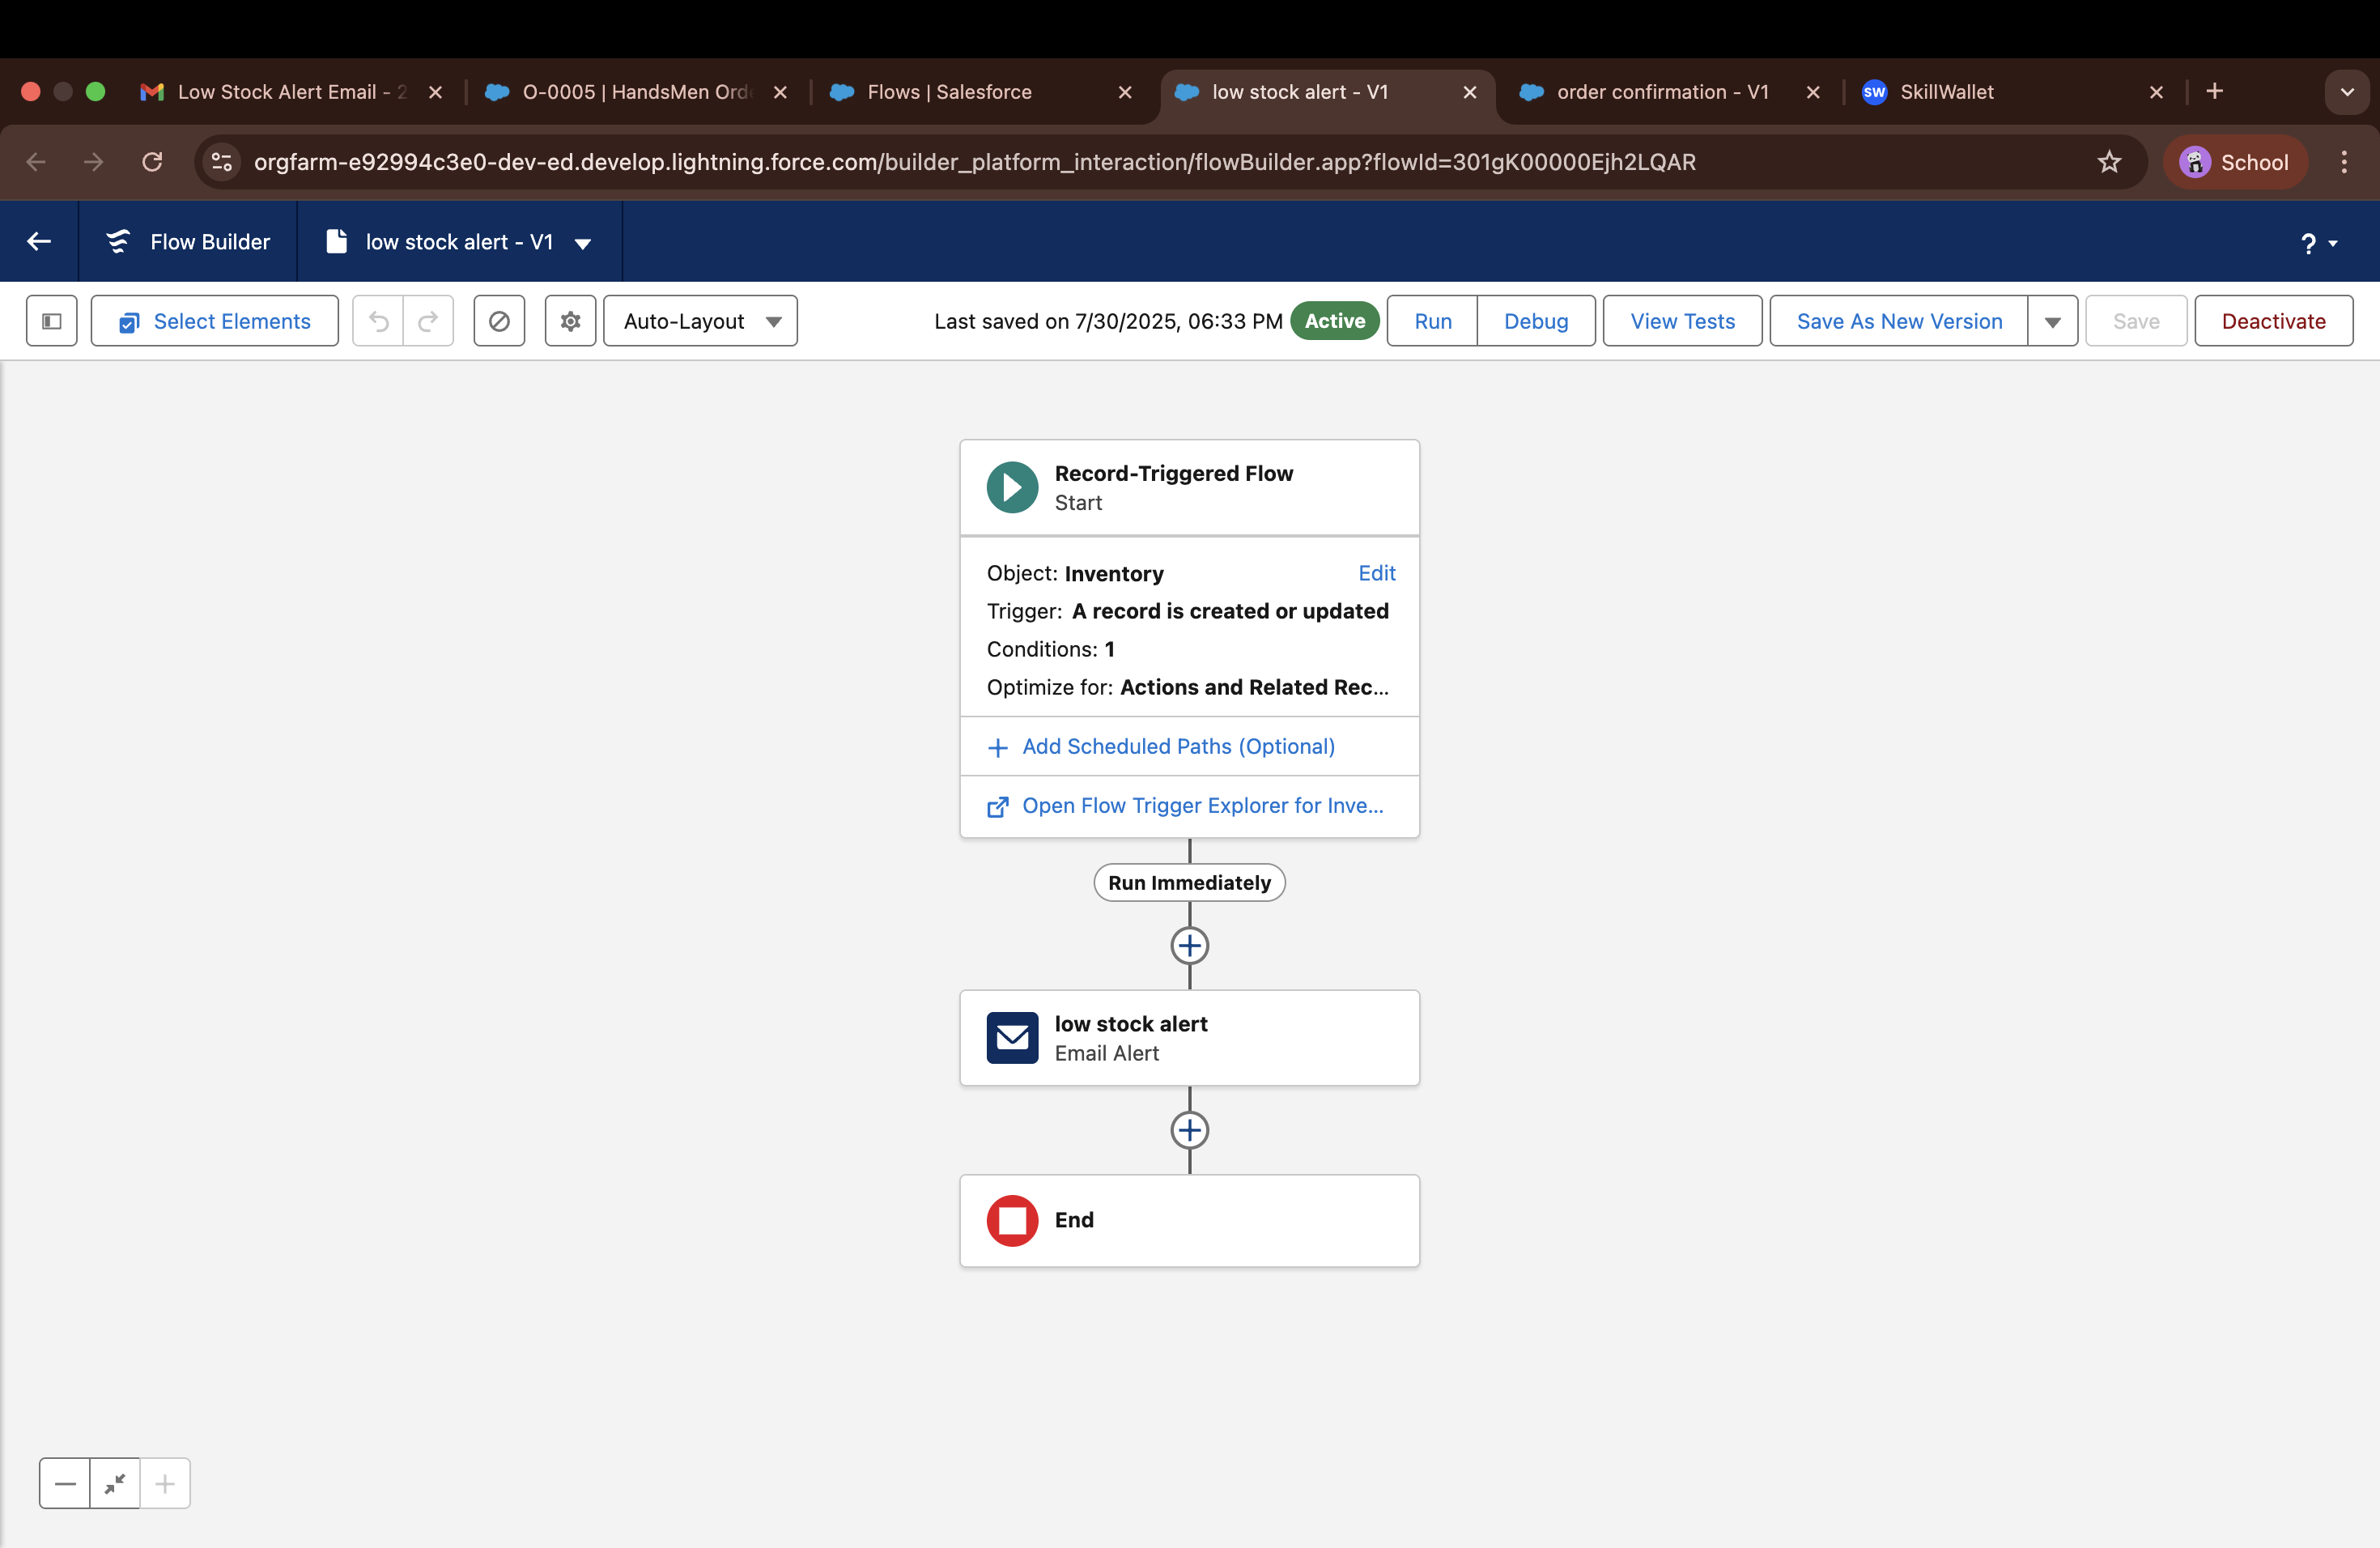 Low Stock Alert Email - 2
O-0005 | HandsMen Ord
Flows | Salesforce
low stock alert - V1
order confirmation - V1
SW SkillWallet
orgfarm-e92994c3e0-dev-ed.develop.lightning.force.com/builder_platform_interaction/flowBuilder.app?flowId=301gK00000Ejh2LQAR
School
Flow Builder
low stock alert - V1
?
Select Elements
Auto-Layout
Last saved on 7/30/2025, 06:33 PM
Active
Run
Debug
View Tests
Save As New Version
Save
Deactivate
Record-Triggered Flow
Start
Object: Inventory
Edit
Trigger: A record is created or updated
Conditions: 1
Optimize for: Actions and Related Rec...
Add Scheduled Paths (Optional)
Open Flow Trigger Explorer for Inve...
Run Immediately
low stock alert
Email Alert
End